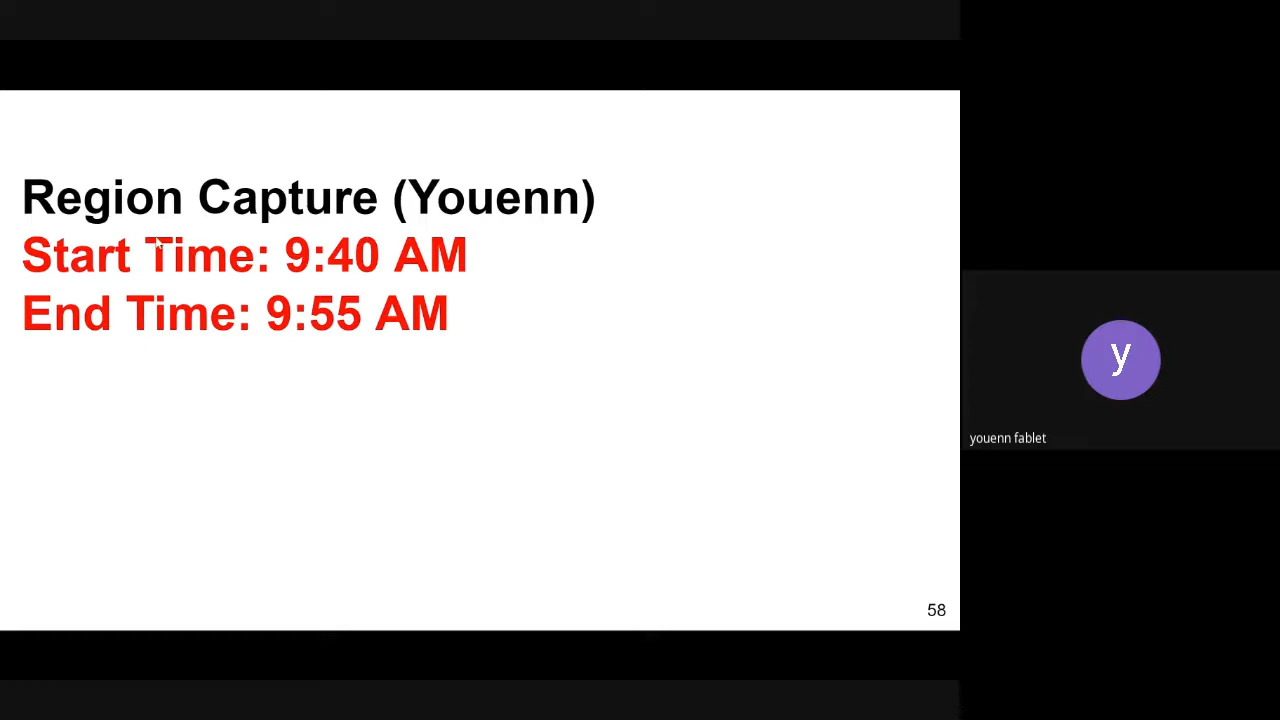 Region Capture (Youenn)
Start Time: 9:40 AM
End Time: 9:55 AM
58
y
youenn fablet